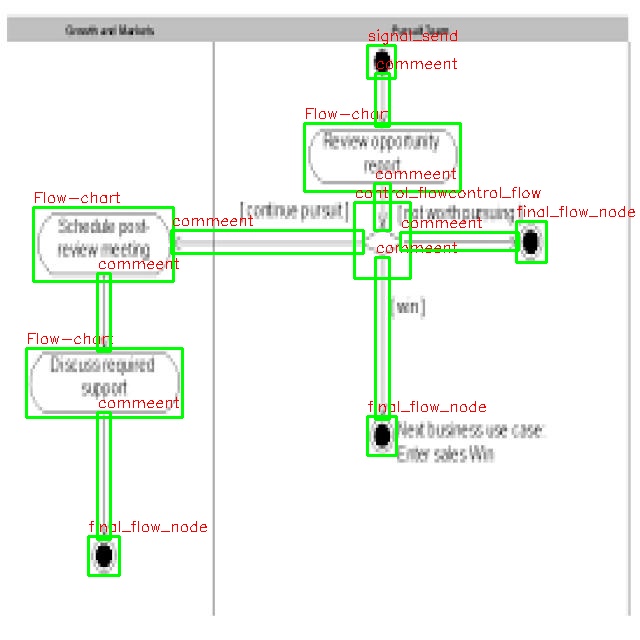 Growth and Markets
Pursuit Team
signal_send
commeent
Flow-chart
Review opportunity
report
commeent
control_flowcontrol_flow
Flow-chart
[continue pursuit]
[not worth pursuing
final_flow_node
commeent
commeent
Schedule post-
review meeting
commeent
commeent
[win]
Flow-chart
Discuss required
support
commeent
final_flow_node
Next business use case:
Enter sales Win
final_flow_node